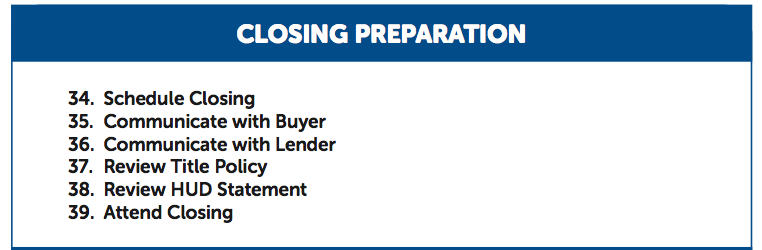 CLOSING PREPARATION
34. Schedule Closing
35. Communicate with Buyer
36. Communicate with Lender
37. Review Title Policy
38. Review HUD Statement
39. Attend Closing